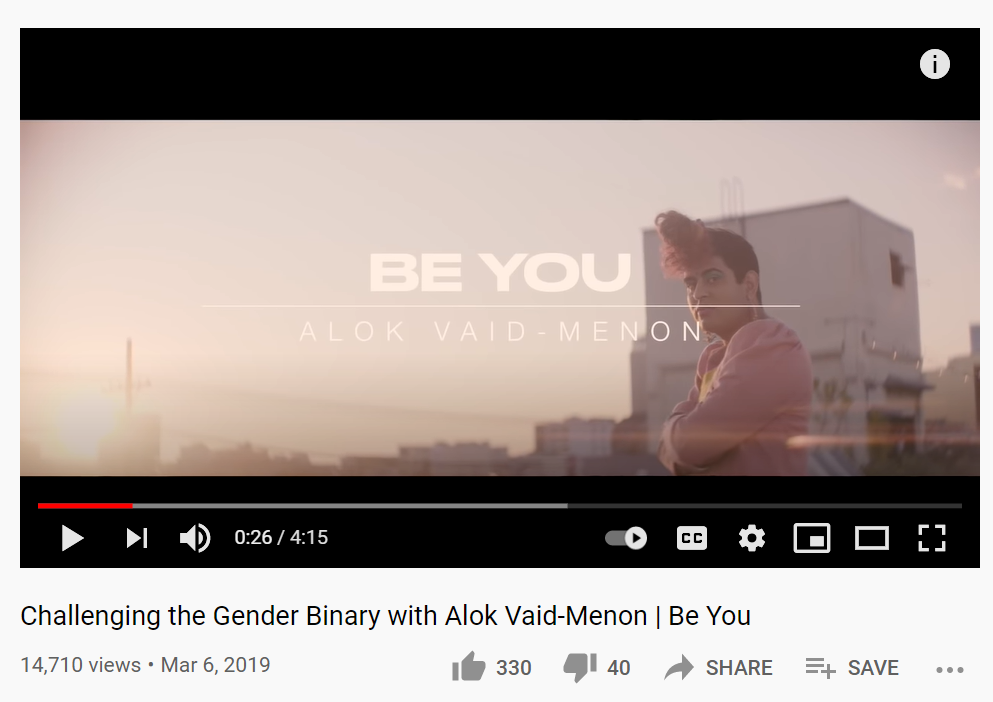 i
BE YOU
ALOK VAID-MENON
0:26 / 4:15
CC
Challenging the Gender Binary with Alok Vaid-Menon | Be You
14,710 views • Mar 6, 2019
330
40
SHARE
SAVE